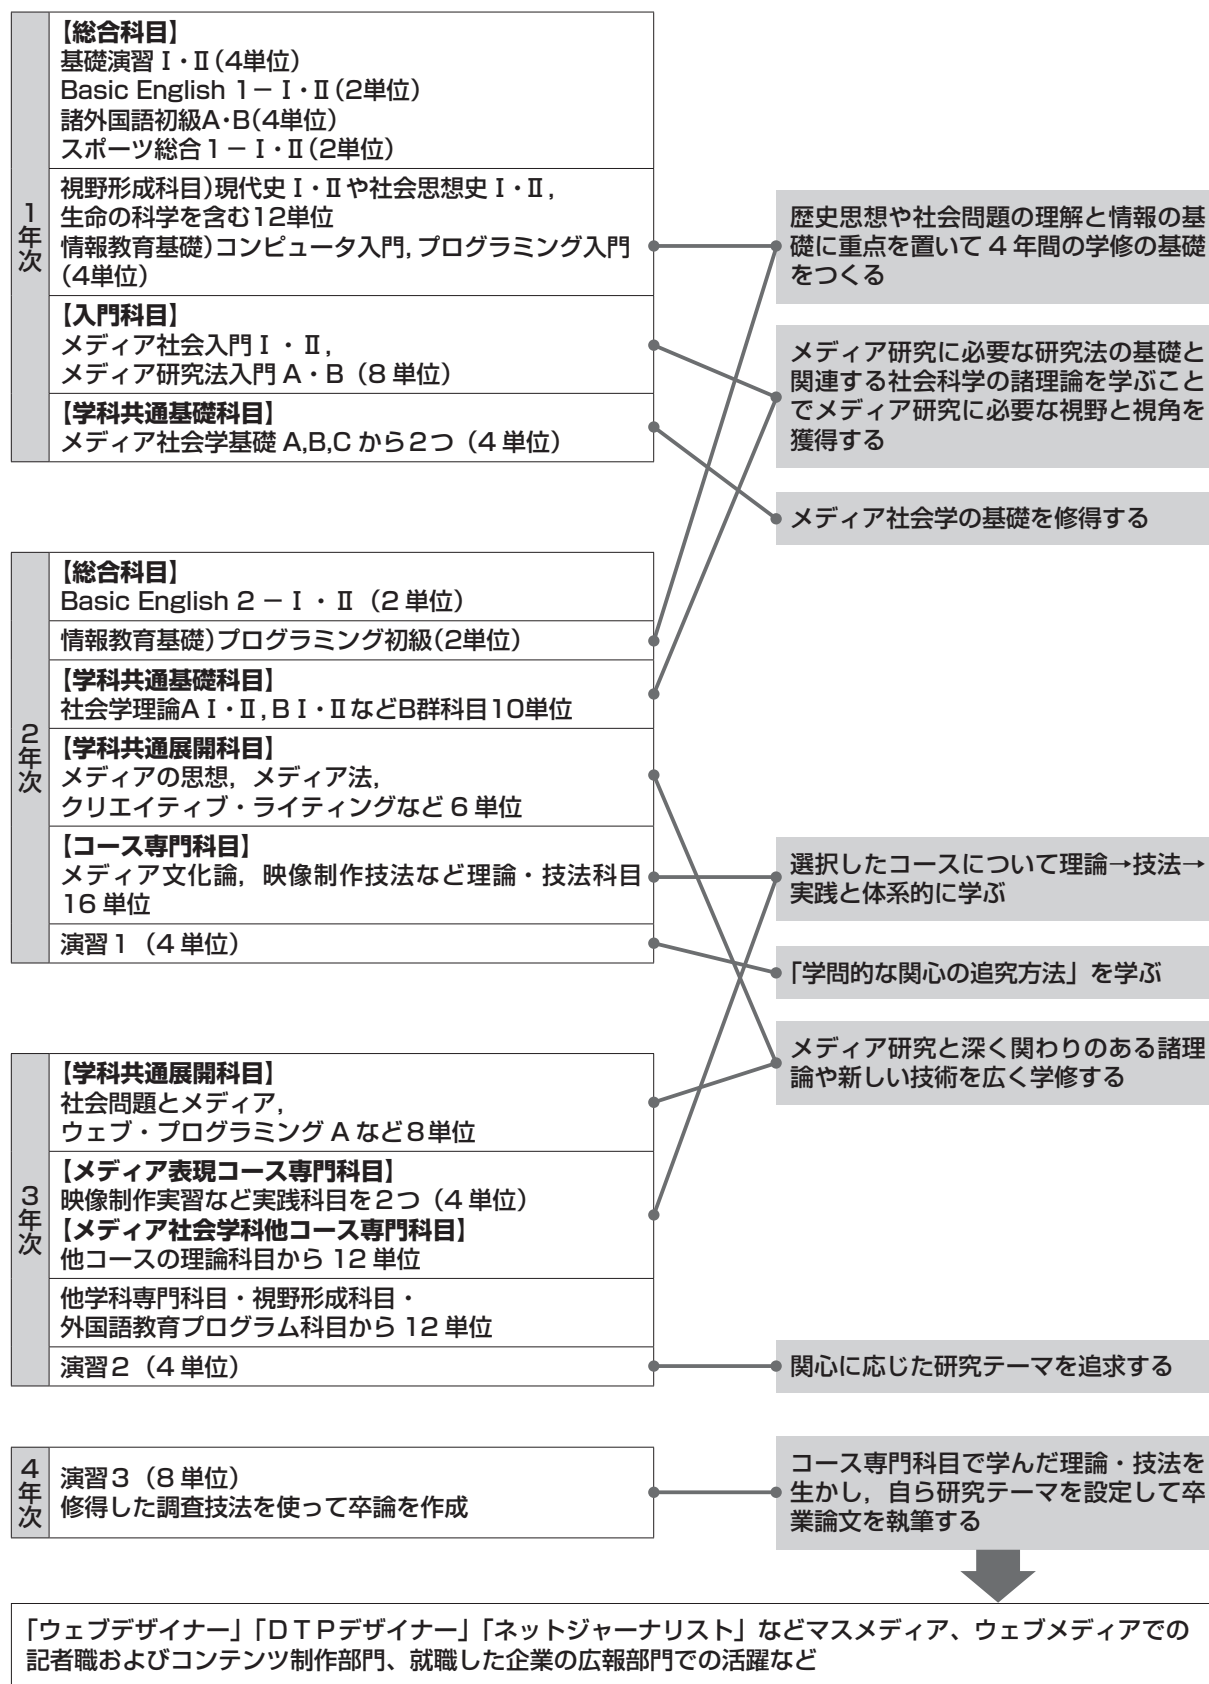 1年次
【総合科目】
基礎演習Ⅰ・Ⅱ(4単位)
Basic English 1－Ⅰ・Ⅱ(2単位)
諸外国語初級A・B(4単位)
スポーツ総合1－Ⅰ・Ⅱ(2単位)
視野形成科目)現代史Ⅰ・Ⅱや社会思想史Ⅰ・Ⅱ,
生命の科学を含む12単位
情報教育基礎)コンピュータ入門,プログラミング入門
(4単位)
【入門科目】
メディア社会入門Ⅰ・Ⅱ,
メディア研究法入門 A・B（8単位）
【学科共通基礎科目】
メディア社会学基礎 A,B,C から2つ（4単位）
歴史思想や社会問題の理解と情報の基
礎に重点を置いて4年間の学修の基礎
をつくる
メディア研究に必要な研究法の基礎と
関連する社会科学の諸理論を学ぶこと
でメディア研究に必要な視野と視角を
獲得する
メディア社会学の基礎を修得する
2年次
【総合科目】
Basic English 2－Ⅰ・Ⅱ（2単位）
情報教育基礎)プログラミング初級(2単位)
【学科共通基礎科目】
社会学理論AⅠ・Ⅱ,BⅠ・ⅡなどB群科目10単位
【学科共通展開科目】
メディアの思想，メディア法，
クリエイティブ・ライティングなど6単位
【コース専門科目】
メディア文化論，映像制作技法など理論・技法科目
16単位
演習1（4単位）
選択したコースについて理論→技法→
実践と体系的に学ぶ
「学問的な関心の追究方法」を学ぶ
メディア研究と深く関わりのある諸理
論や新しい技術を広く学修する
3年次
【学科共通展開科目】
社会問題とメディア，
ウェブ・プログラミング A など8単位
【メディア表現コース専門科目】
映像制作実習など実践科目を2つ（4単位）
【メディア社会学科他コース専門科目】
他コースの理論科目から 12 単位
他学科専門科目・視野形成科目・
外国語教育プログラム科目から 12 単位
演習2（4単位）
関心に応じた研究テーマを追求する
4年次
演習3（8単位）
修得した調査技法を使って卒論を作成
コース専門科目で学んだ理論・技法を
生かし，自ら研究テーマを設定して卒
業論文を執筆する
「ウェブデザイナー」「DTPデザイナー」「ネットジャーナリスト」などマスメディア、ウェブメディアでの
記者職およびコンテンツ制作部門、就職した企業の広報部門での活躍など